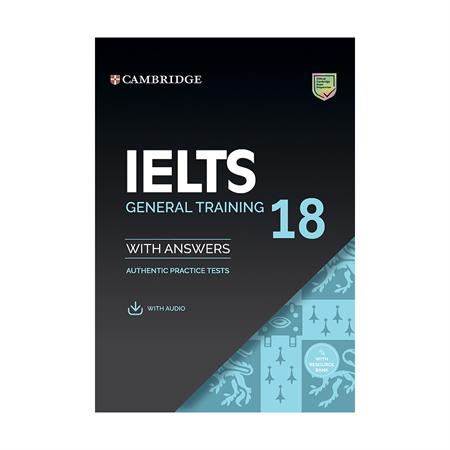 CAMBRIDGE
IELTS
GENERAL TRAINING 18
WITH ANSWERS
AUTHENTIC PRACTICE TESTS
WITH AUDIO
WITH
RESOURCE
BANK